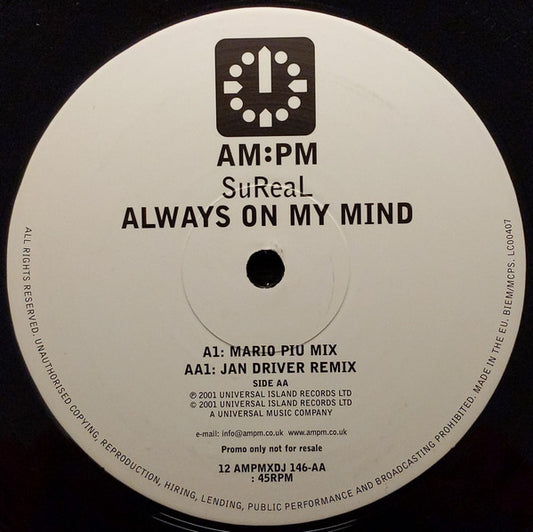 AM:PM
SuReaL
ALWAYS ON MY MIND
A1: MARIO PIU MIX
AA1: JAN DRIVER REMIX
SIDE AA
℗ 2001 UNIVERSAL ISLAND RECORDS LTD
© 2001 UNIVERSAL ISLAND RECORDS LTD
A UNIVERSAL MUSIC COMPANY
e-mail: info@ampm.co.uk www.ampm.co.uk
Promo only not for resale
12 AMPMXDJ 146-AA
: 45RPM
ALL RIGHTS RESERVED. UNAUTHORISED COPYING, REPRODUCTION, HIRING, LENDING, PUBLIC PERFORMANCE AND BROADCASTING PROHIBITED. MADE IN THE EU. BIEM/MCPS. LC00407